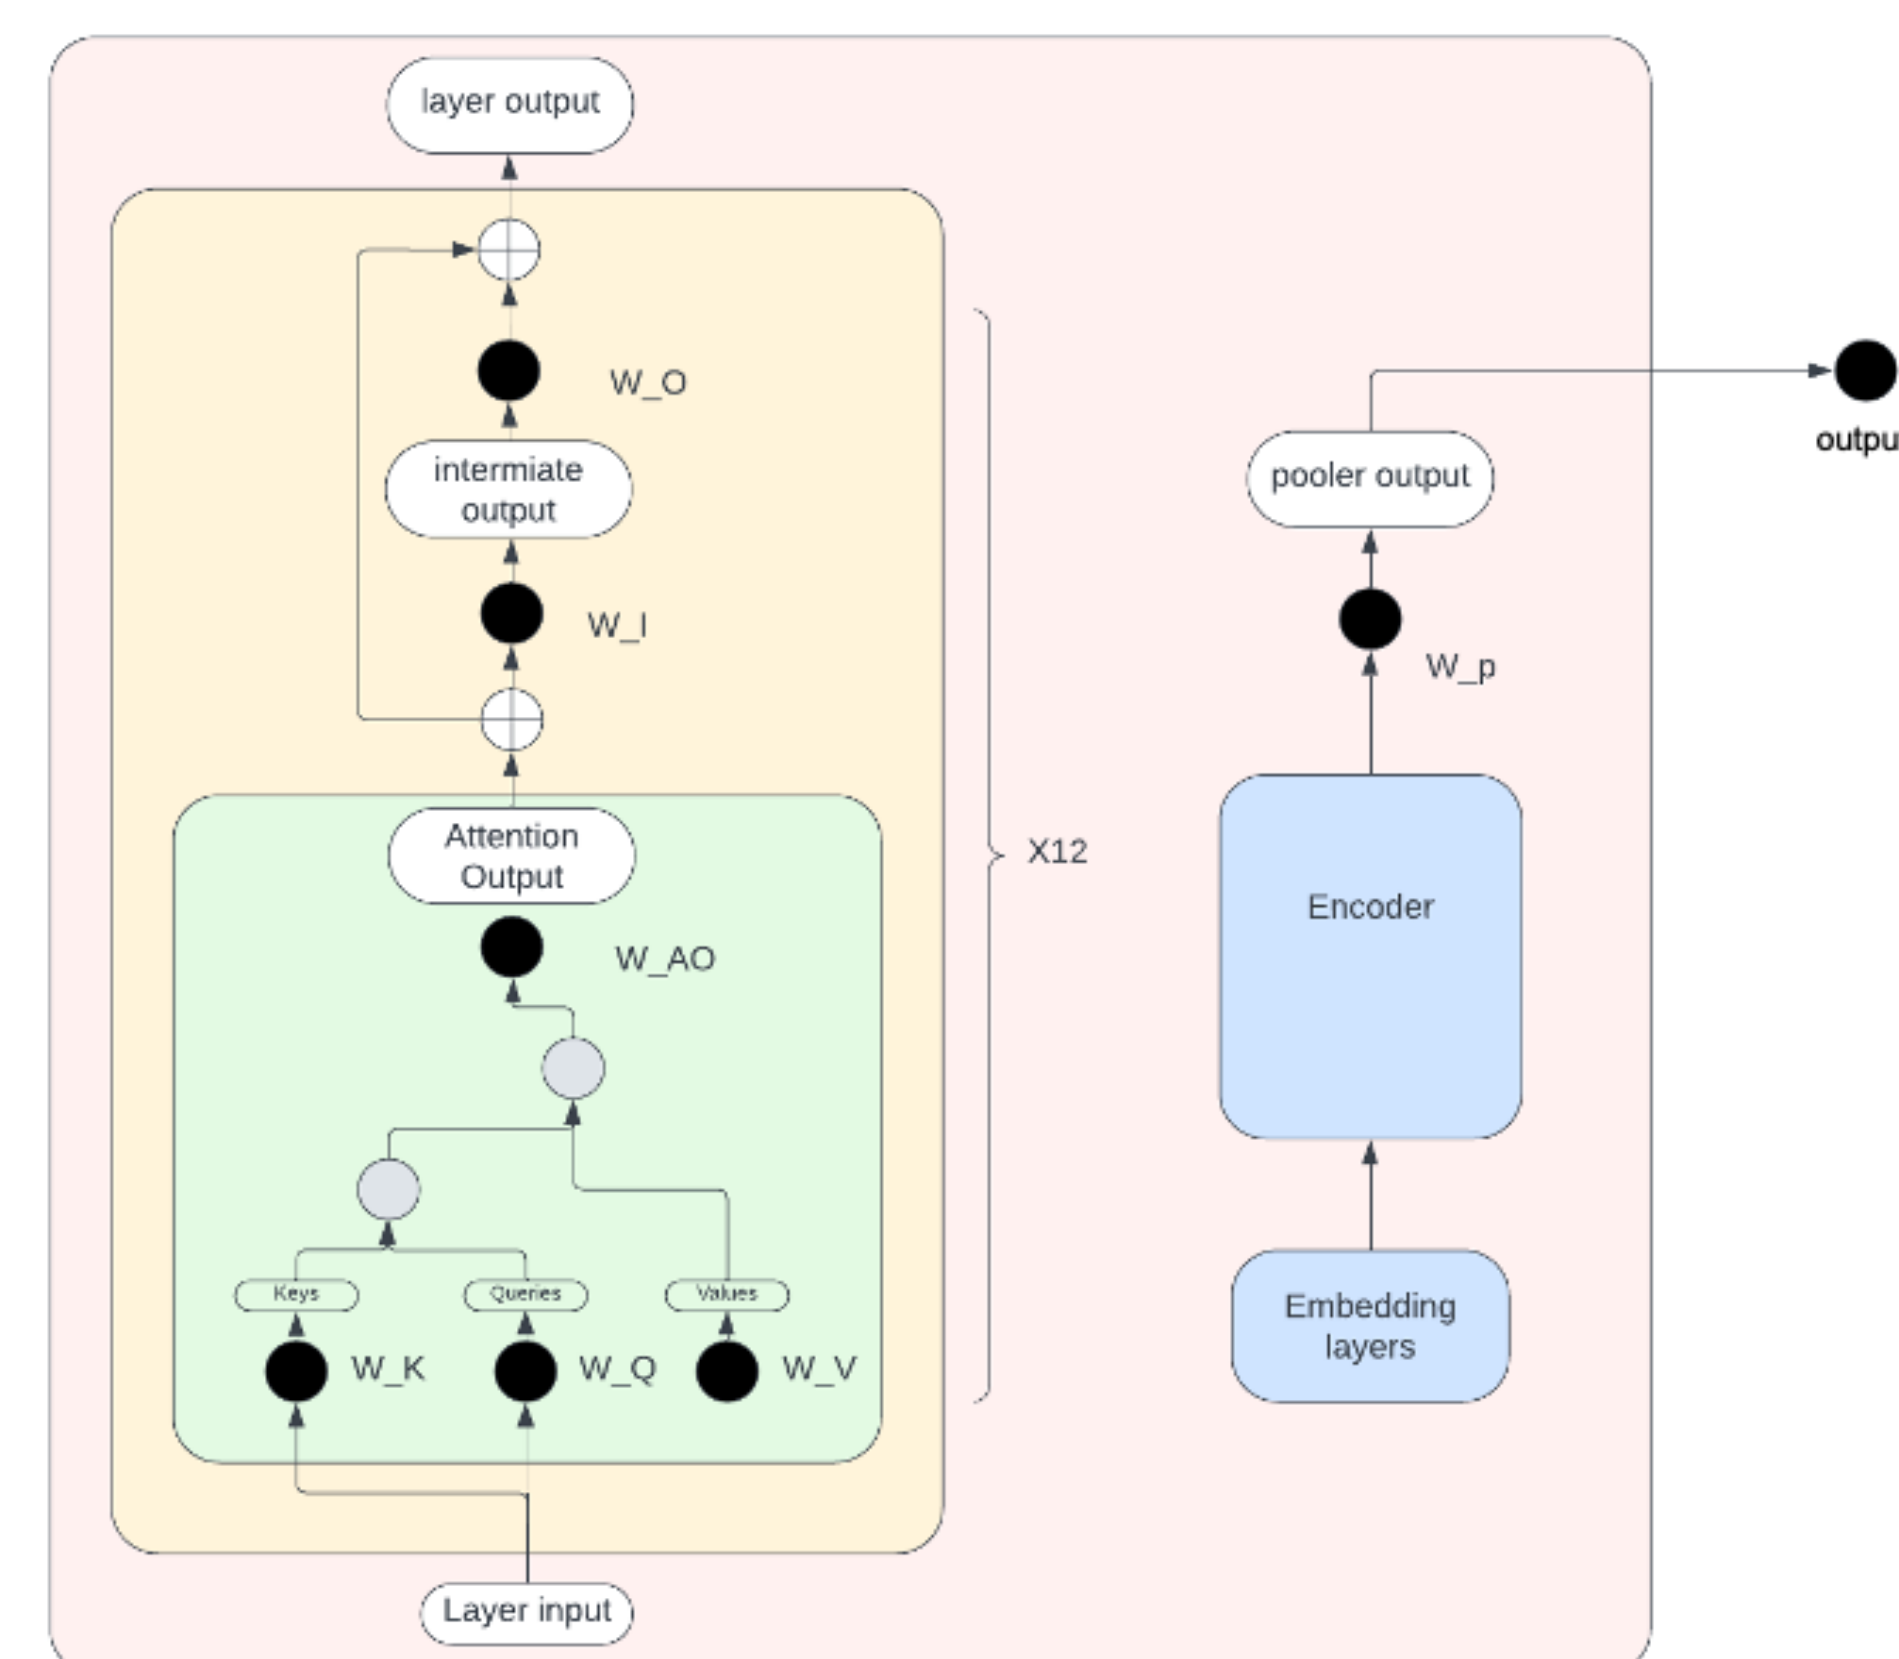 layer output
W_O
intermiate
output
W_I
Attention
Output
W_AO
Keys
Queries
Values
W_K
W_Q
W_V
Layer input
X12
pooler output
W_p
Encoder
Embedding
layers
outpu